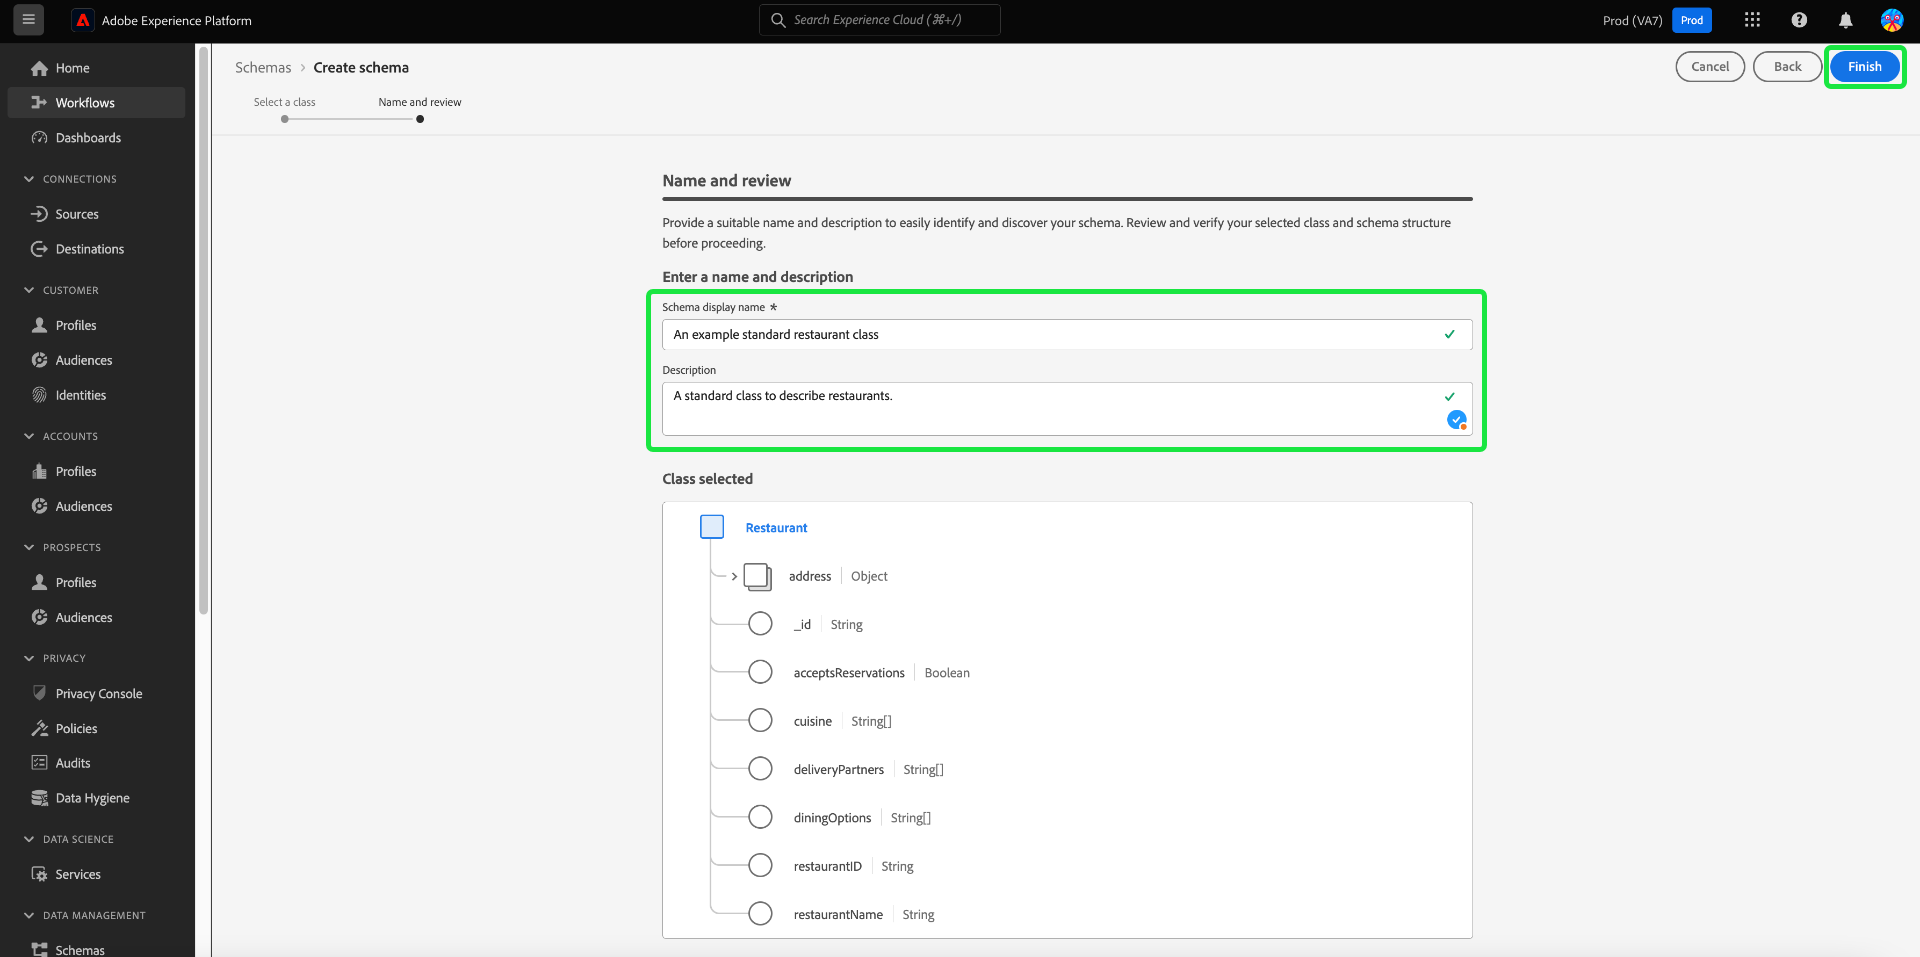 Adobe Experience Platform
Search Experience Cloud (⌘+/)
Prod (VA7)
Prod
Home
Workflows
Dashboards
CONNECTIONS
Sources
Destinations
CUSTOMER
Profiles
Audiences
Identities
ACCOUNTS
Profiles
Audiences
PROSPECTS
Profiles
Audiences
PRIVACY
Privacy Console
Policies
Audits
Data Hygiene
DATA SCIENCE
Services
DATA MANAGEMENT
Schemas
Schemas > Create schema
Cancel
Back
Finish
Select a class
Name and review
Name and review
Provide a suitable name and description to easily identify and discover your schema. Review and verify your selected class and schema structure
before proceeding.
Enter a name and description
Schema display name *
An example standard restaurant class
Description
A standard class to describe restaurants.
Class selected
Restaurant
address | Object
_id | String
acceptsReservations | Boolean
cuisine | String[]
deliveryPartners | String[]
diningOptions | String[]
restaurantID | String
restaurantName | String